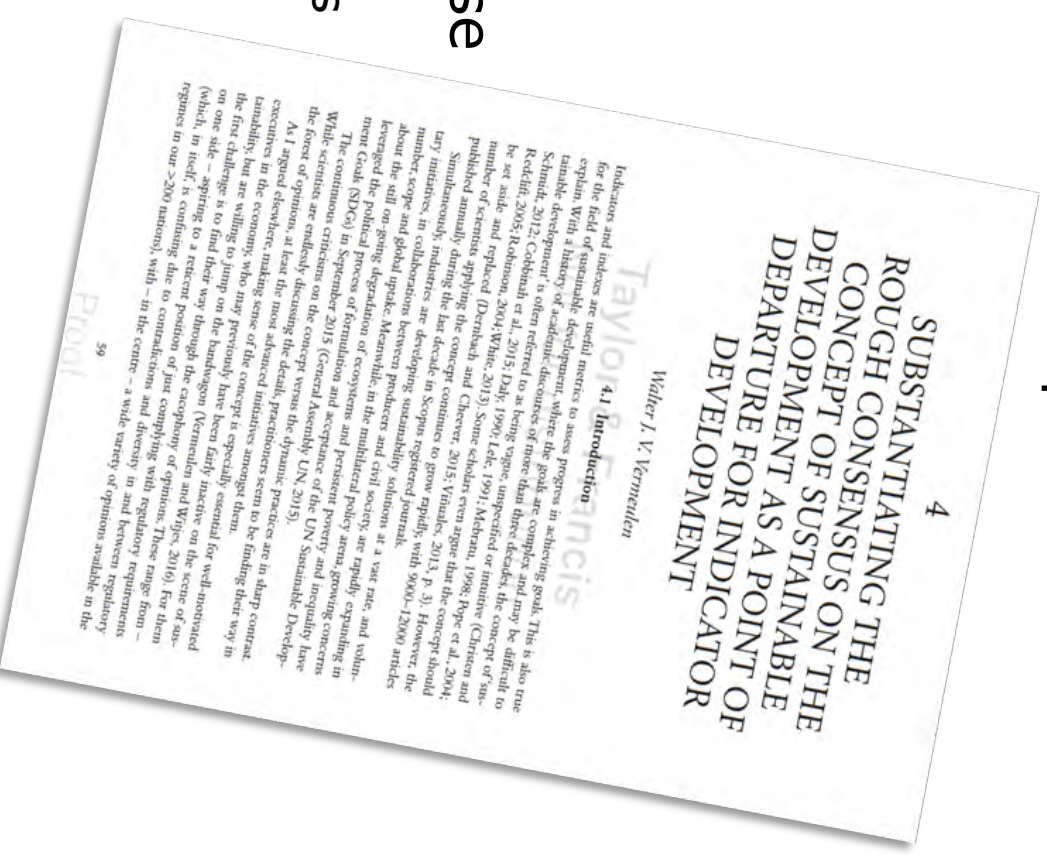 se
s
4
SUBSTANTIATING THE
ROUGH CONSENSUS ON THE
CONCEPT OF SUSTAINABLE
DEVELOPMENT AS A POINT OF
DEPARTURE FOR INDICATOR
DEVELOPMENT
Walter J. V. Vermeulen
Taylor & Francis
4.1 Introduction
Indicators and indexes are useful metrics to assess progress in achieving goals. This is also true
for the field of sustainable development, where the goals are complex and may be difficult to
explain. With a history of academic discourses of more than three decades, the concept of 'sus-
tainable development' is often referred to as being vague, unspecified or intuitive (Christen and
Schmidt, 2012; Gobbinah et al., 2015; Daly, 1990; Lele, 1991; Mebratu, 1998; Pope et al., 2004;
Redclift, 2005; Robinson, 2004; White, 2013). Some scholars even argue that the concept should
be set aside and replaced (Dernbach and Cheever, 2015; Viñuales, 2013, p. 3). However, the
number of scientists applying the concept continues to grow rapidly, with 9000–12000 articles
published annually during the last decade in Scopus registered journals.
Simultaneously, industries are developing sustainability solutions at a vast rate, and volun-
tary initiatives, in collaborations between producers and civil society, are rapidly expanding in
number, scope and global uptake. Meanwhile, in the multilateral policy arena, growing concerns
about the still on-going degradation of ecosystems and persistent poverty and inequality have
leveraged the political process of formulation and acceptance of the UN Sustainable Develop-
ment Goals (SDGs) in September 2015 (General Assembly UN, 2015).
The continuous criticisms on the concept versus the dynamic practices are in sharp contrast.
While scientists are endlessly discussing the details, practitioners seem to be finding their way in
the forest of opinions, at least the most advanced initiatives amongst them.
As I argued elsewhere, making sense of the concept is especially essential for well-motivated
executives in the economy, who may previously have been fairly inactive on the scene of sus-
tainability, but are willing to jump on the bandwagon (Vermeulen and Witjes, 2016). For them
the first challenge is to find their way through the cacophony of opinions. These range from –
on one side – aspiring to a reticent position of just complying with regulatory requirements
(which, in itself, is confusing due to contradictions and diversity in and between regulatory
regimes in our >200 nations), with – in the centre – a wide variety of opinions available in the
59